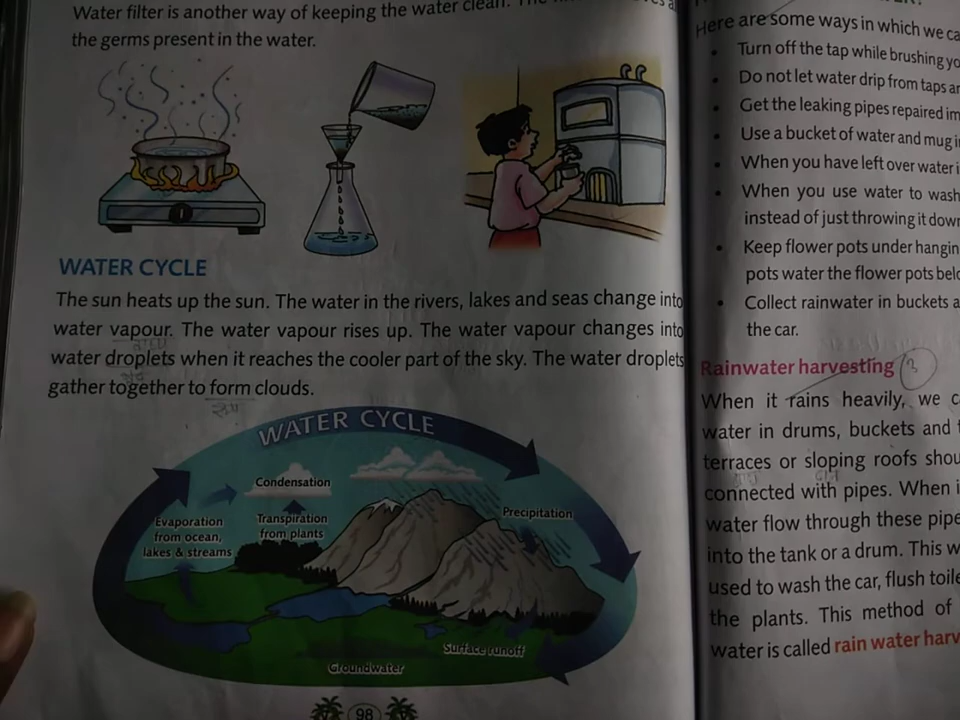 Water filter is another way of keeping the water clean. The
the germs present in the water.
WATER CYCLE
The sun heats up the sun. The water in the rivers, lakes and seas change into
water vapour. The water vapour rises up. The water vapour changes into
water droplets when it reaches the cooler part of the sky. The water droplets
gather together to form clouds.
WATER CYCLE
Condensation
Evaporation
from ocean,
lakes & streams
Transpiration
from plants
Precipitation
Surface runoff
Groundwater
98
Here are some ways in which we ca
• Turn off the tap while brushing yo
• Do not let water drip from taps an
• Get the leaking pipes repaired im
• Use a bucket of water and mug i
• When you have left over water i
• When you use water to wash
instead of just throwing it down
• Keep flower pots under hangin
pots water the flower pots belo
• Collect rainwater in buckets a
the car.
Rainwater harvesting 3
When it rains heavily, we c
water in drums, buckets and
terraces or sloping roofs shou
connected with pipes. When i
water flow through these pipe
into the tank or a drum. This w
used to wash the car, flush toile
the plants. This method of
water is called rain water harv